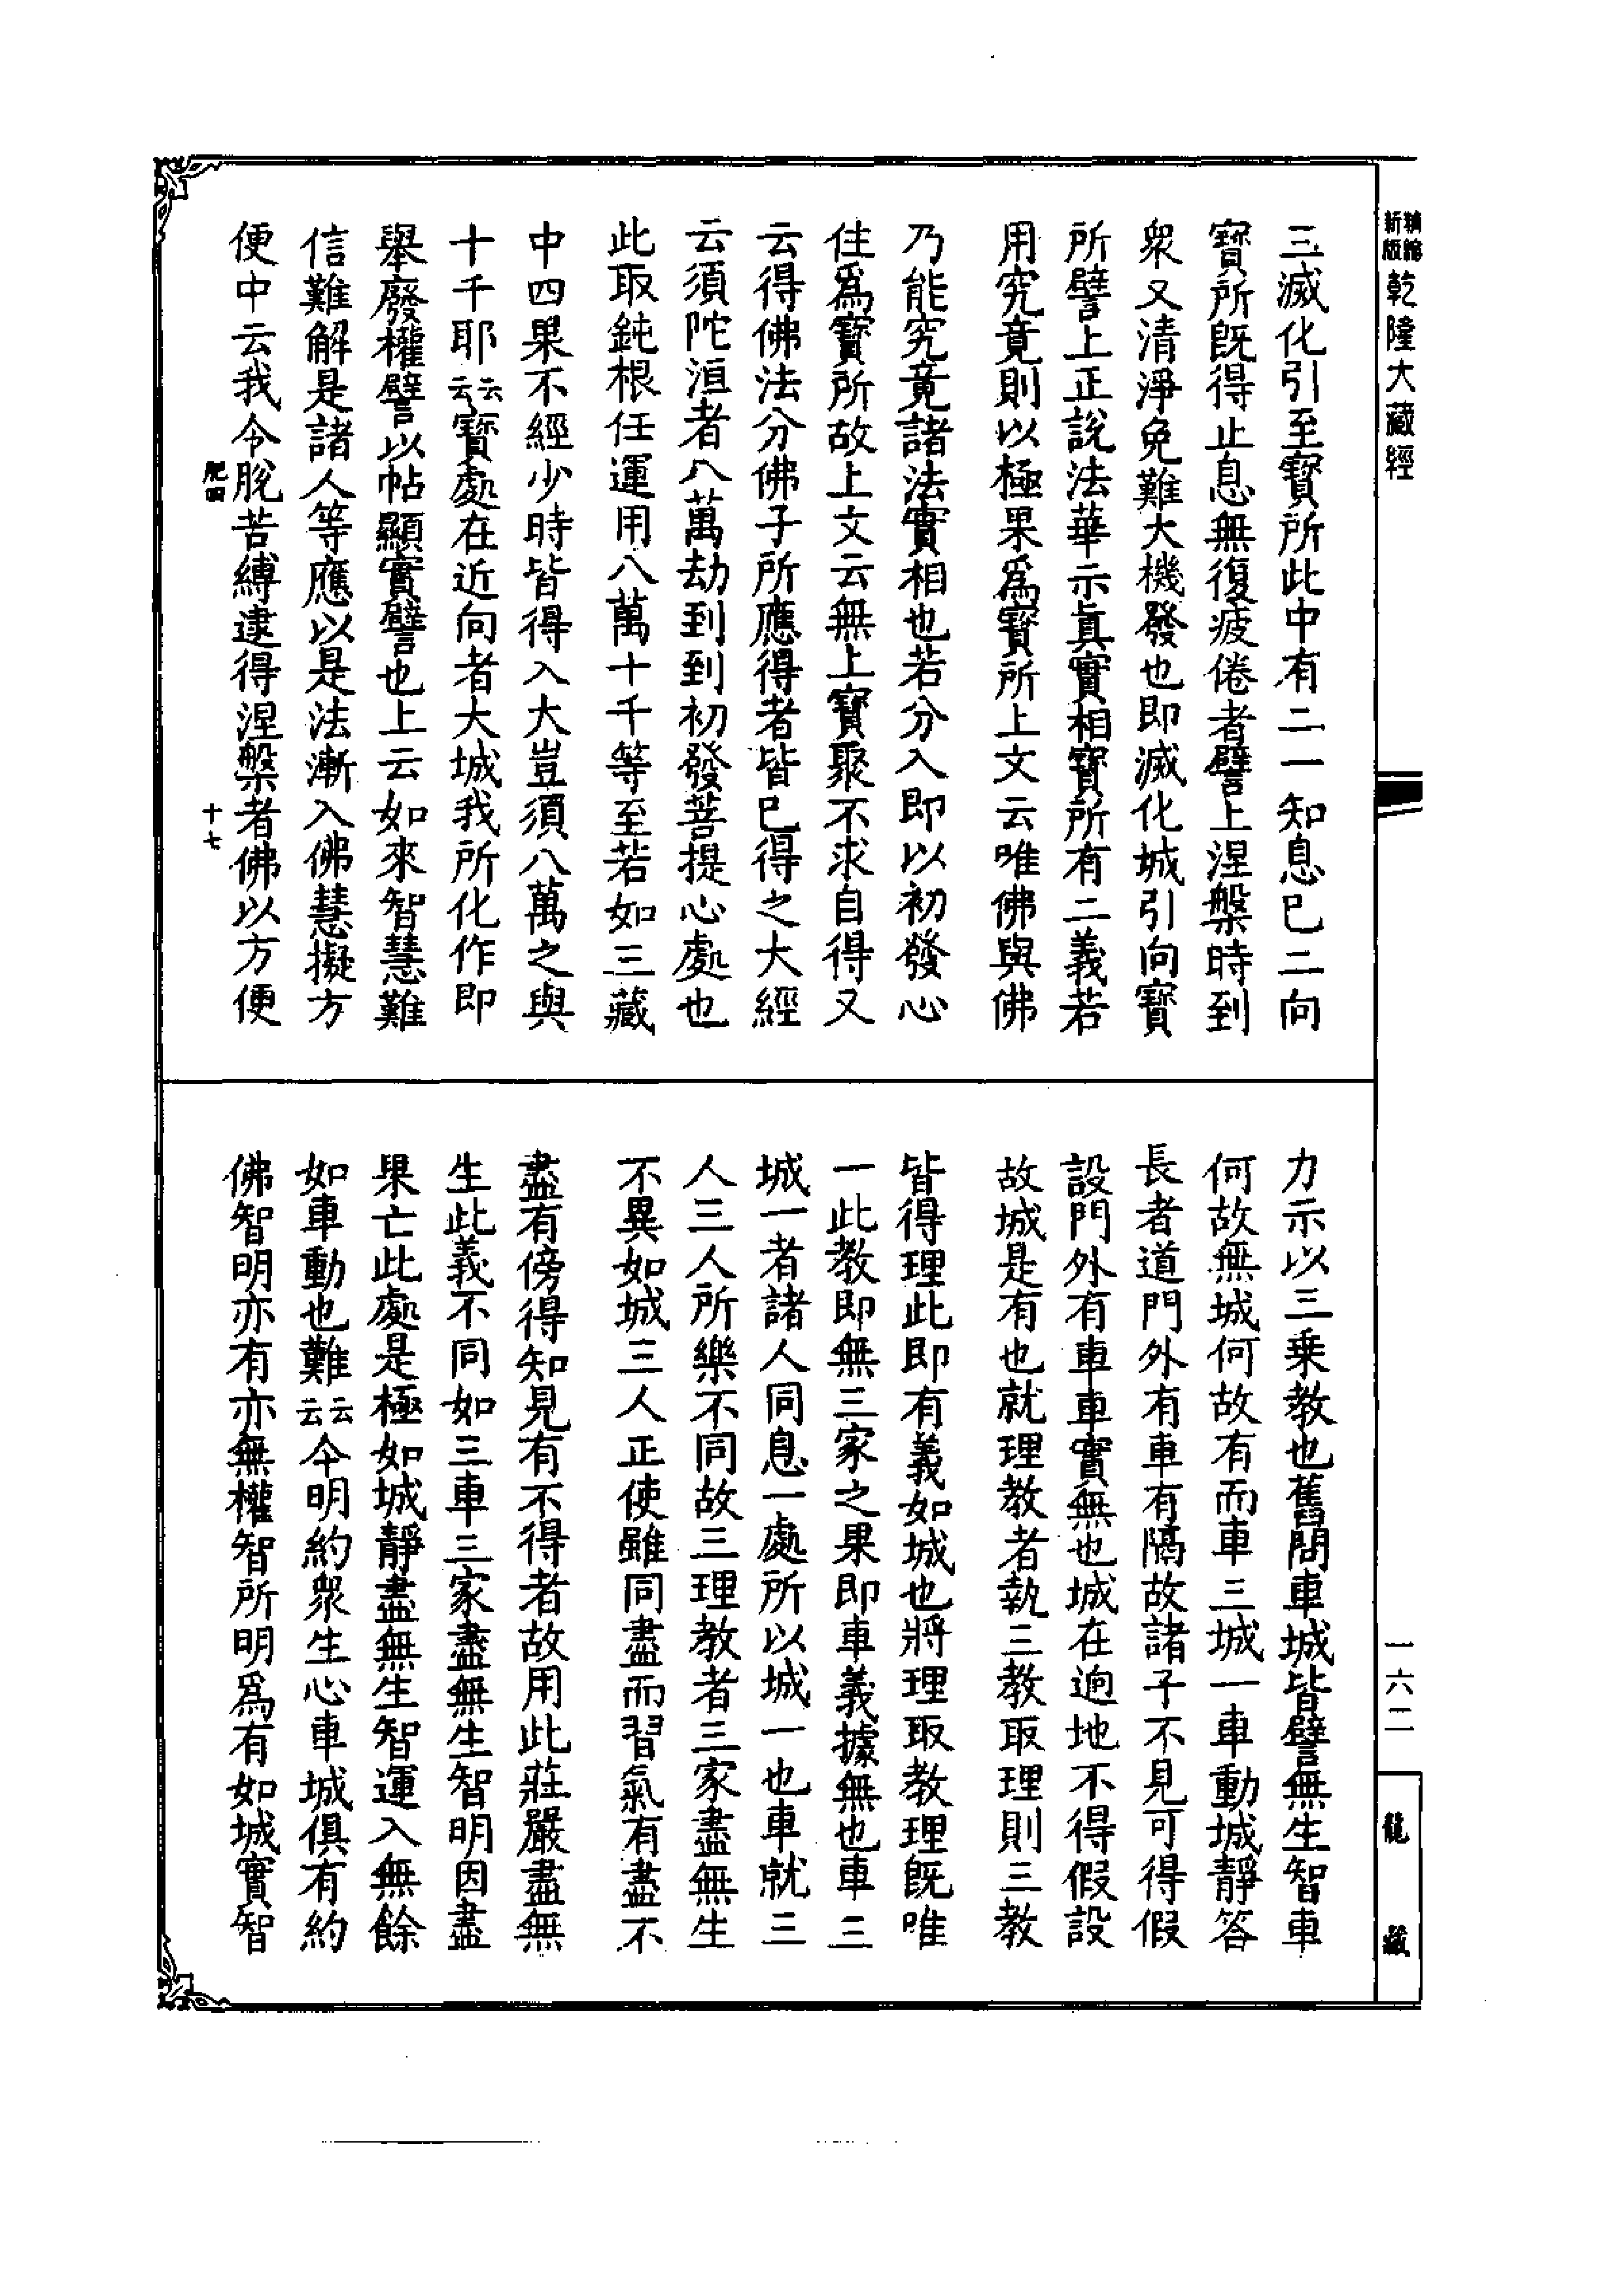 新版精縮乾隆大藏經
三滅化引至寳所此中有二一知息已二向
寳所既得止息無復疲倦者譬上涅槃時到
衆又清淨免難大機發也即滅化城引向寳
所譬上正説法華示眞實相寳所有二義若
用究竟則以極果爲寳所上文云唯佛與佛
乃能究竟諸法實相也若分入即以初發心
住爲寳所故上文云無上寳聚不求自得又
云得佛法分佛子所應得者皆已得之大經
云須陀洹者八萬劫到到初發菩提心處也
此取鈍根任運用八萬十千等至若如三藏
中四果不經少時皆得入大豈須八萬之與
十千耶云云寳處在近向者大城我所化作即
舉廢權譬以帖顯實譬也上云如來智慧難
信難解是諸人等應以是法漸入佛慧擬方
便中云我令脫苦縛逮得涅槃者佛以方便
肥四
十七
力示以三乘教也舊問車城皆譬無生智車
何故無城何故有而車三城一車動城靜答
長者道門外有車有隔故諸子不見可得假
設門外有車車實無也城在逈地不得假設
故城是有也就理教者執三教取理則三教
皆得理此即有義如城也將理取教理既唯
一此教即無三家之果即車義據無也車三
城一者諸人同息一處所以城一也車就三
人三人所樂不同故三理教者三家盡無生
不異如城三人正使雖同盡而習氣有盡不
盡有傍得知見有不得者故用此莊嚴盡無
生此義不同如三車三家盡無生智明因盡
果亡此處是極如城靜盡無生智運入無餘
如車動也難云云今明約衆生心車城俱有約
佛智明亦有亦無權智所明爲有如城實智
一六二
龍
藏